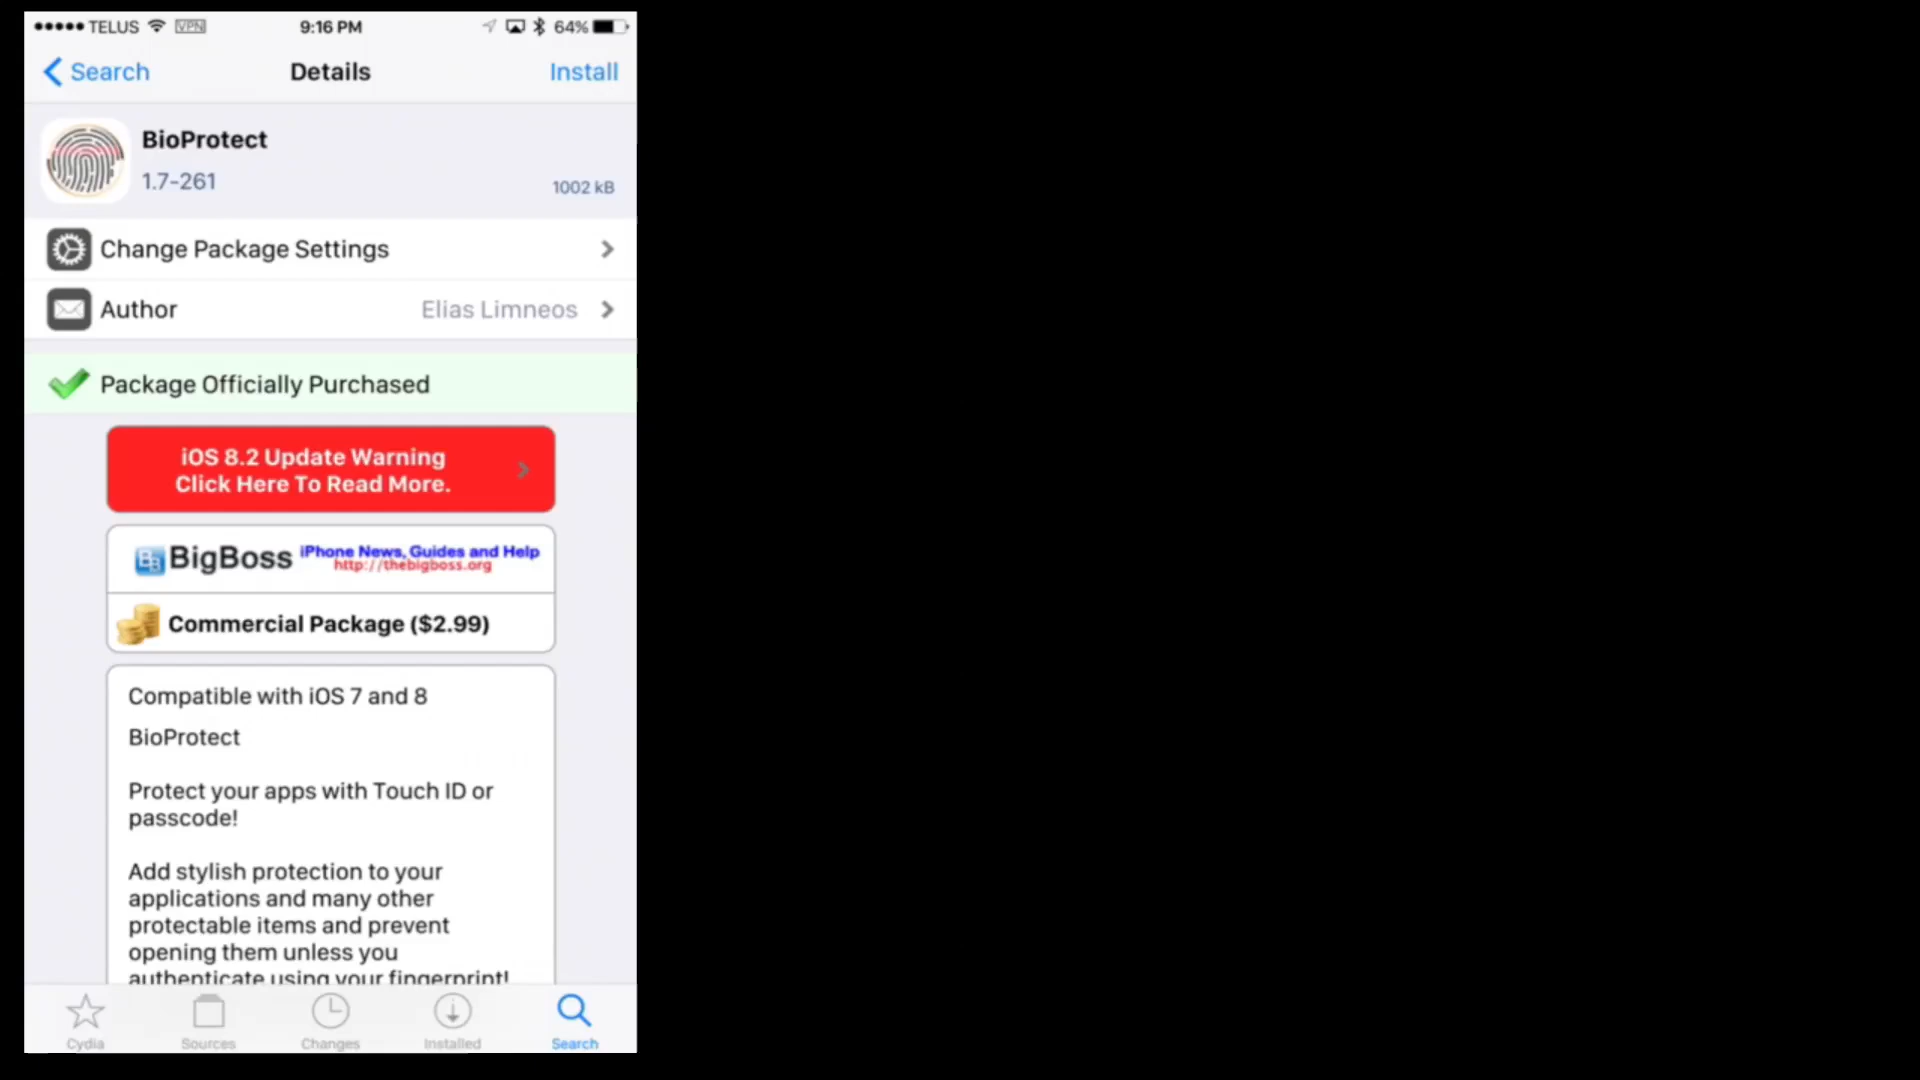 TELUS VPN 9:16 PM 64%
Search Details Install
BioProtect
1.7-261
1002 kB
Change Package Settings
Author Elias Limneos
Package Officially Purchased
iOS 8.2 Update Warning
Click Here To Read More.
BigBoss iPhone News, Guides and Help
http://thebigboss.org
Commercial Package ($2.99)
Compatible with iOS 7 and 8
BioProtect
Protect your apps with Touch ID or
passcode!
Add stylish protection to your
applications and many other
protectable items and prevent
opening them unless you
authenticate using your fingerprint!
Cydia Sources Changes Installed Search